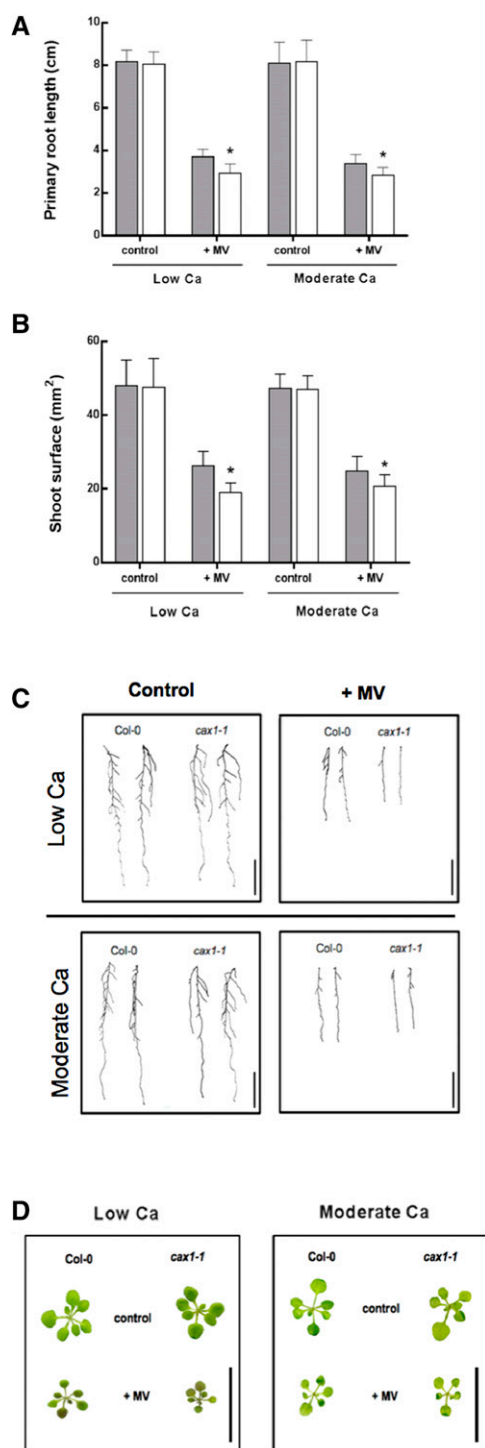 A
Primary root length (cm)
8
6
4
2
0
*
*
control
+ MV
control
+ MV
Low Ca
Moderate Ca
B
Shoot surface (mm²)
60
40
20
0
*
*
control
+ MV
control
+ MV
Low Ca
Moderate Ca
C
Control
+ MV
Low Ca
Col-0
cax1-1
Col-0
cax1-1
Moderate Ca
Col-0
cax1-1
Col-0
cax1-1
D
Low Ca
Moderate Ca
Col-0
cax1-1
Col-0
cax1-1
control
control
+ MV
+ MV